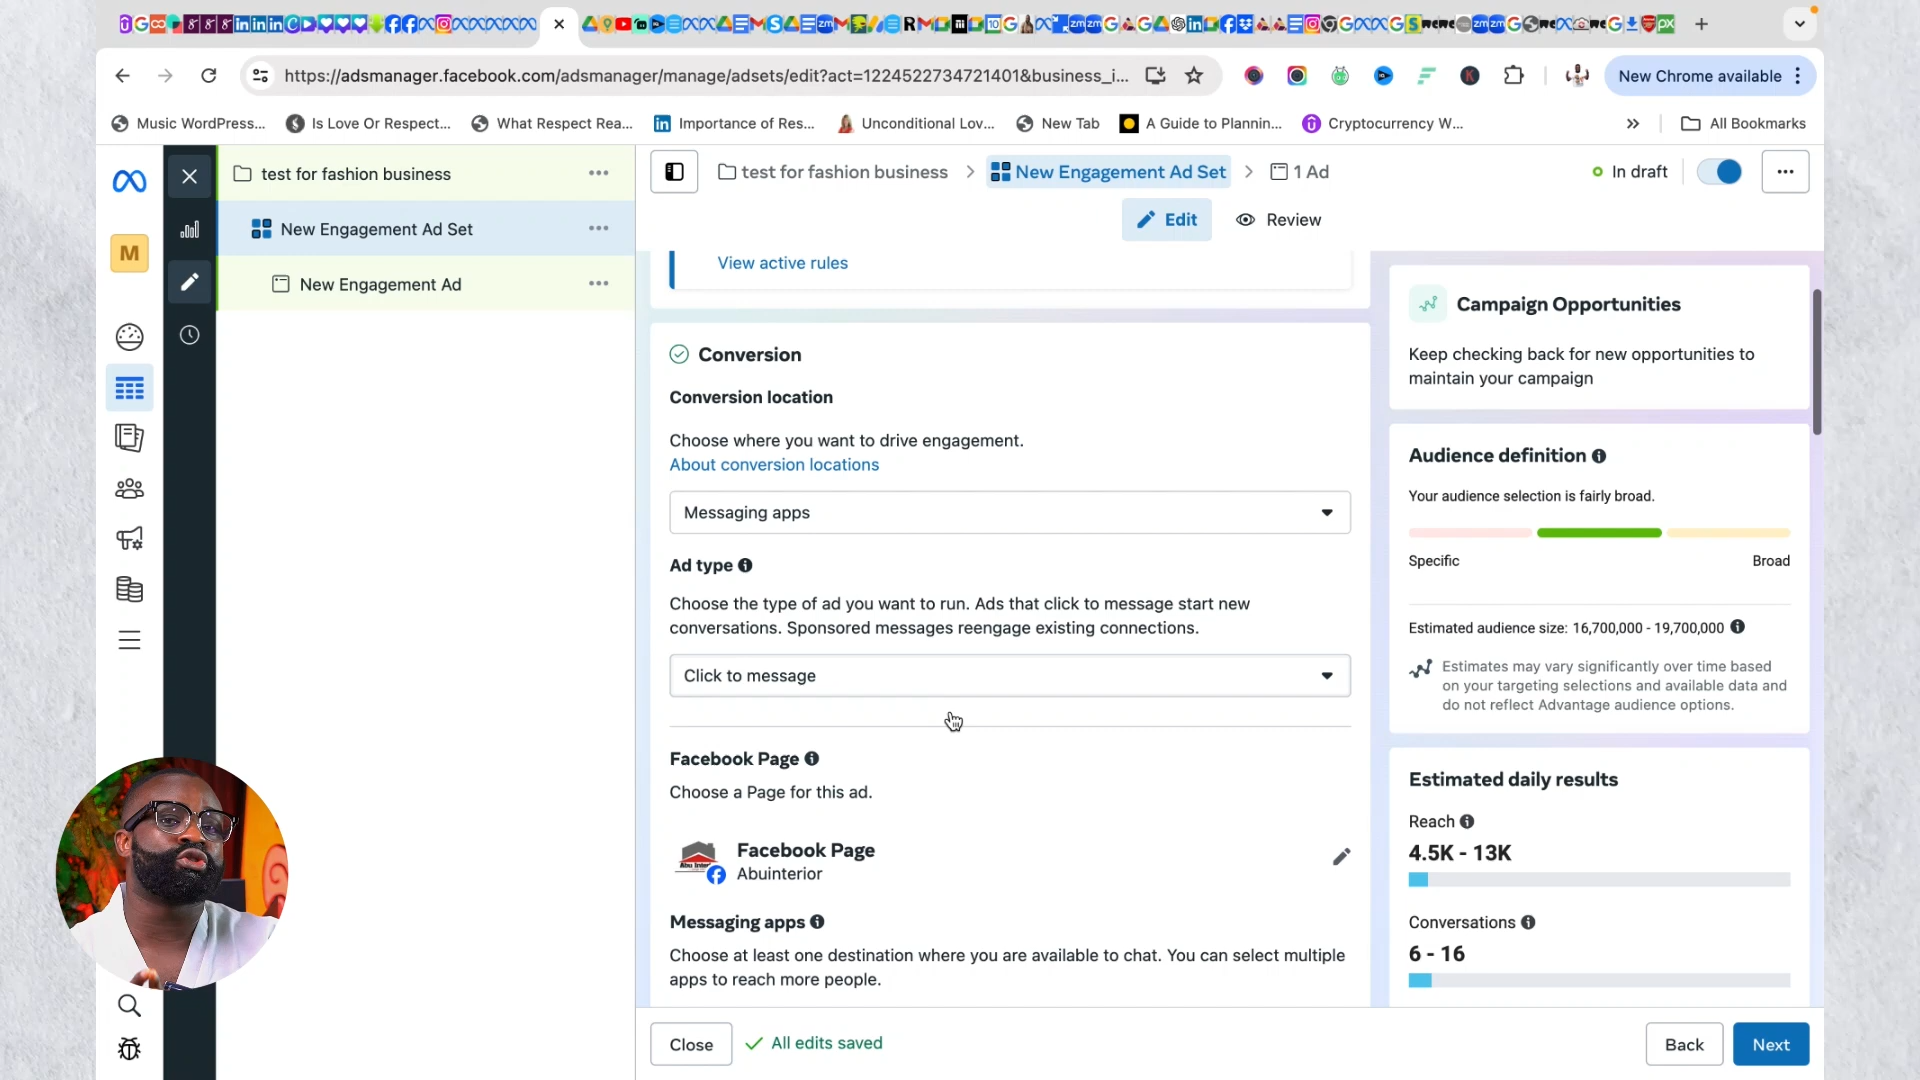 https://adsmanager.facebook.com/adsmanager/manage/adsets/edit?act=1224522734721401&business_i...
New Chrome available
Music WordPress...
Is Love Or Respect...
What Respect Rea...
Importance of Res...
Unconditional Lov...
New Tab
A Guide to Plannin...
Cryptocurrency W...
All Bookmarks
M
test for fashion business
New Engagement Ad Set
New Engagement Ad
test for fashion business
New Engagement Ad Set
1 Ad
In draft
Edit
Review
View active rules
Conversion
Conversion location
Choose where you want to drive engagement.
About conversion locations
Messaging apps
Ad type
Choose the type of ad you want to run. Ads that click to message start new
conversations. Sponsored messages reengage existing connections.
Click to message
Facebook Page
Choose a Page for this ad.
Facebook Page
Abuinterior
Messaging apps
Choose at least one destination where you are available to chat. You can select multiple
apps to reach more people.
Campaign Opportunities
Keep checking back for new opportunities to
maintain your campaign
Audience definition
Your audience selection is fairly broad.
Specific
Broad
Estimated audience size: 16,700,000 - 19,700,000
Estimates may vary significantly over time based
on your targeting selections and available data and
do not reflect Advantage audience options.
Estimated daily results
Reach
4.5K - 13K
Conversations
6 - 16
Close
All edits saved
Back
Next